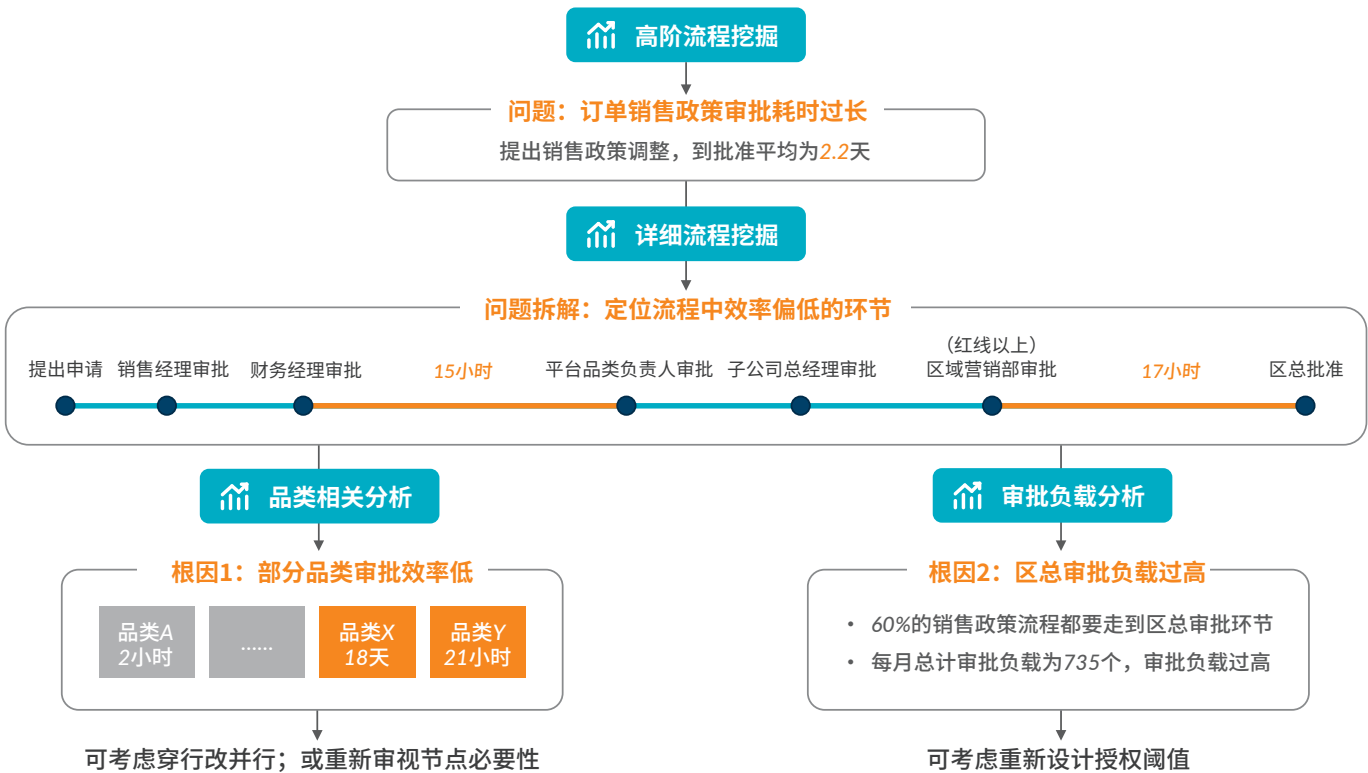 高阶流程挖掘
问题：订单销售政策审批耗时过长
提出销售政策调整，到批准平均为2.2天
详细流程挖掘
问题拆解：定位流程中效率偏低的环节
提出申请
销售经理审批
财务经理审批
15小时
平台品类负责人审批
子公司总经理审批
（红线以上）
区域营销部审批
17小时
区总批准
品类相关分析
根因1：部分品类审批效率低
品类A
2小时
......
品类X
18天
品类Y
21小时
可考虑穿行改并行；或重新审视节点必要性
审批负载分析
根因2：区总审批负载过高
• 60%的销售政策流程都要走到区总审批环节
• 每月总计审批负载为735个，审批负载过高
可考虑重新设计授权阈值